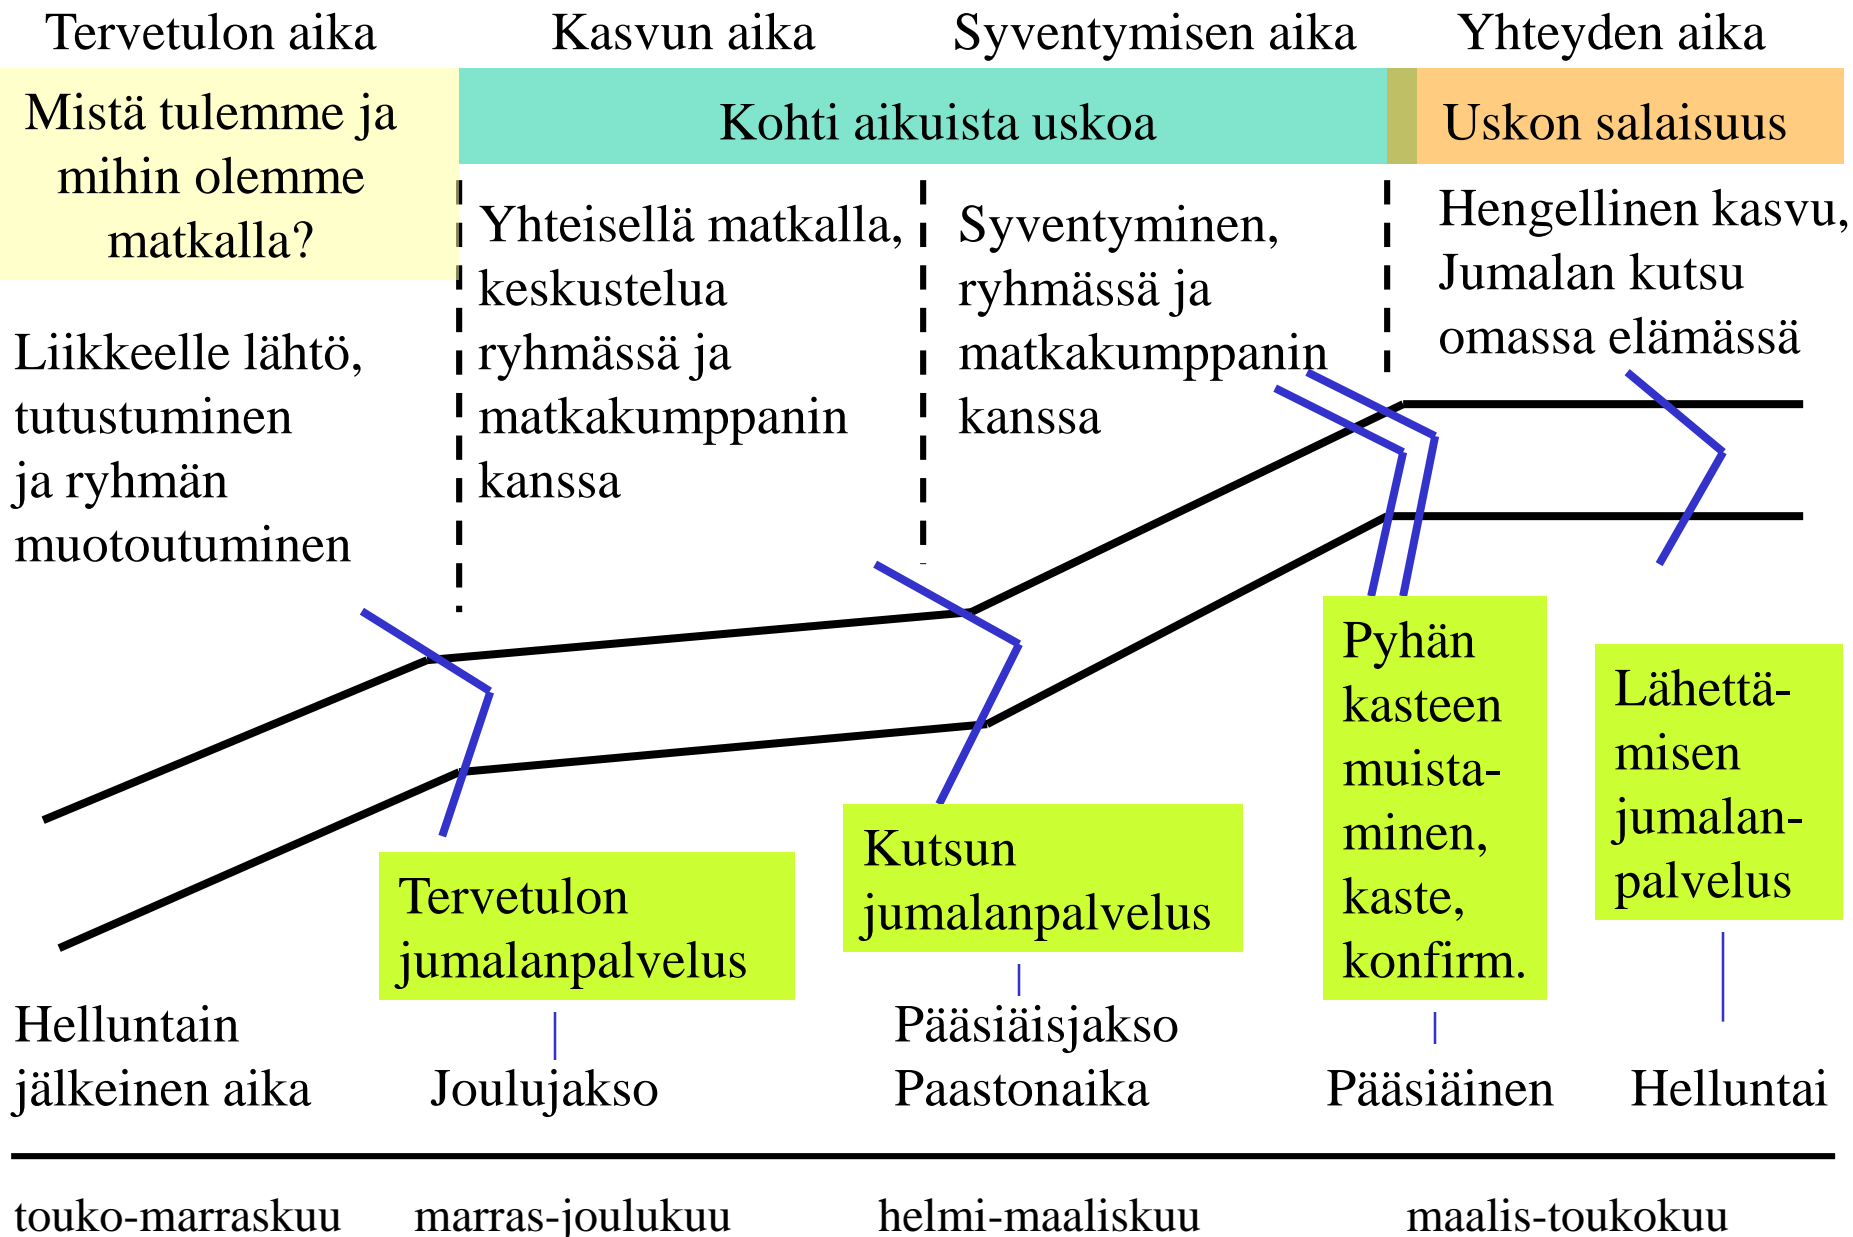 Tervetulon aika
Kasvun aika
Syventymisen aika
Yhteyden aika
Mistä tulemme ja
mihin olemme
matkalla?
Kohti aikuista uskoa
Uskon salaisuus
Liikkeelle lähtö,
tutustuminen
ja ryhmän
muotoutuminen
Yhteisellä matkalla,
keskustelua
ryhmässä ja
matkakumppanin
kanssa
Syventyminen,
ryhmässä ja
matkakumppanin
kanssa
Hengellinen kasvu,
Jumalan kutsu
omassa elämässä
Tervetulon
jumalanpalvelus
Kutsun
jumalanpalvelus
Pyhän
kasteen
muista-
minen,
kaste,
konfirm.
Lähettä-
misen
jumalan-
palvelus
Helluntain
jälkeinen aika
Joulujakso
Pääsiäisjakso
Paastonaika
Pääsiäinen
Helluntai
touko-marraskuu
marras-joulukuu
helmi-maaliskuu
maalis-toukokuu